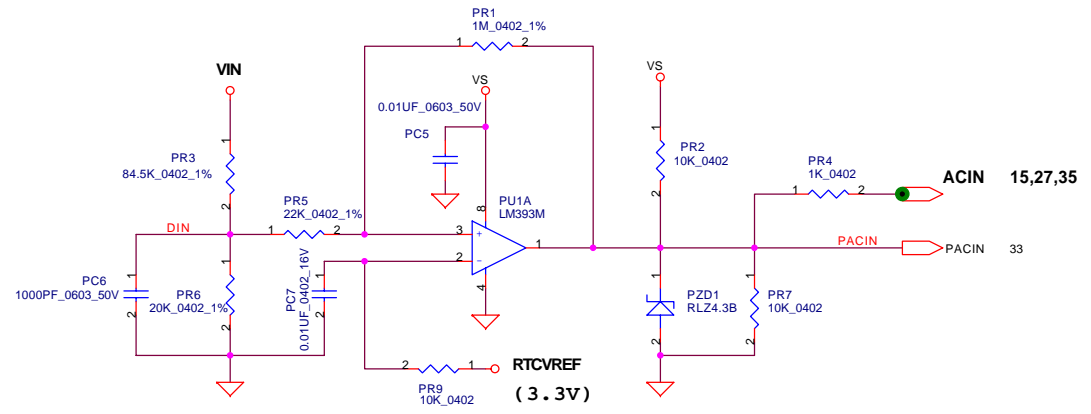 PR1
1M_0402_1%
1 2
VIN
VS
VS
0.01UF_0603_50V
PC5
1
PR3
84.5K_0402_1%
2
1
PR2
10K_0402
2
PR4
1K_0402
1 2
ACIN 15,27,35
PR5
22K_0402_1%
1 2
DIN
PU1A
LM393M
8
3 +
2 −
1
4
PACIN
PACIN 33
1
PC6
1000PF_0603_50V
2
1
PR6
20K_0402_1%
2
1
PC7
0.01UF_0402_16V
2
1
PZD1
RLZ4.3B
2
1
PR7
10K_0402
2
2 1
PR9
10K_0402
RTCVREF
(3.3V)